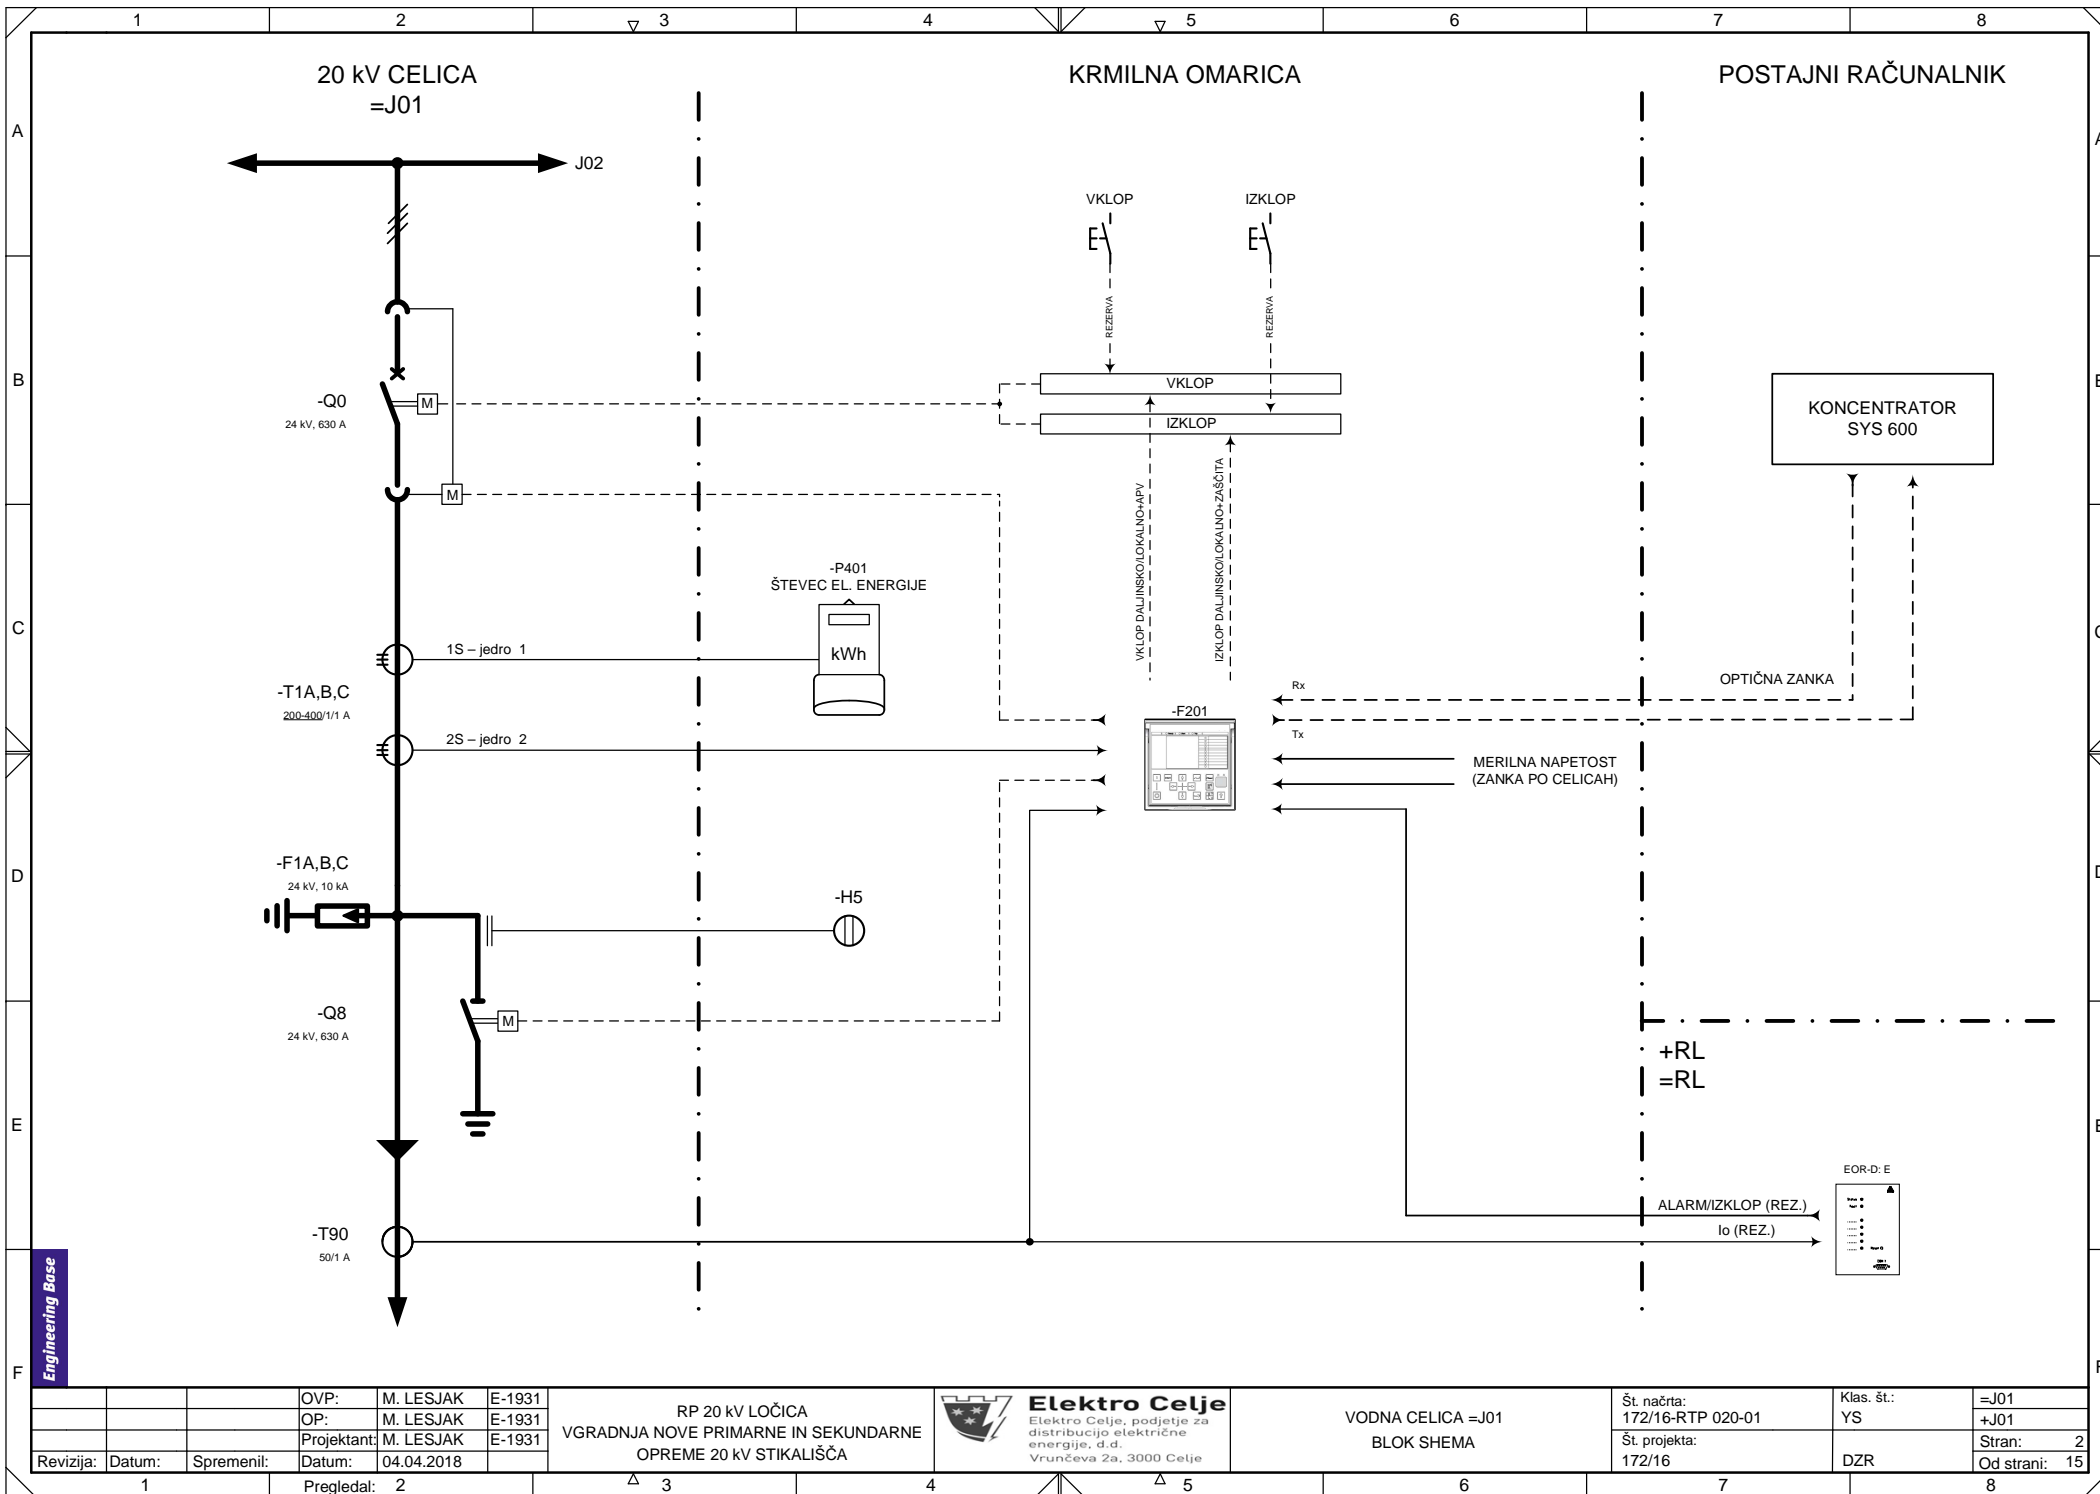 1 2 3 4 5 6 7 8
20 kV CELICA
=J01
KRMILNA OMARICA
POSTAJNI RAČUNALNIK
A
A
J02
VKLOP
IZKLOP
REZERVA
REZERVA
B
VKLOP
IZKLOP
-Q0
24 kV, 630 A
M
M
KONCENTRATOR
SYS 600
VKLOP DALJINSKO/LOKALNO+APV
IZKLOP DALJINSKO/LOKALNO+ZAŠČITA
-P401
ŠTEVEC EL. ENERGIJE
kWh
C
1S – jedro 1
-T1A,B,C
200-400/1/1 A
2S – jedro 2
Rx
Tx
-F201
OPTIČNA ZANKA
MERILNA NAPETOST
(ZANKA PO CELICAH)
D
-F1A,B,C
24 kV, 10 kA
-H5
-Q8
24 kV, 630 A
M
+RL
=RL
E
EOR-D: E
ALARM/IZKLOP (REZ.)
Io (REZ.)
-T90
50/1 A
Engineering Base
F
OVP: M. LESJAK E-1931
OP: M. LESJAK E-1931
Projektant: M. LESJAK E-1931
Revizija: Datum: Spremenil: Datum: 04.04.2018
RP 20 kV LOČICA
VGRADNJA NOVE PRIMARNE IN SEKUNDARNE
OPREME 20 kV STIKALIŠČA
Elektro Celje
Elektro Celje, podjetje za
distribucijo električne
energije, d.d.
Vrunčeva 2a, 3000 Celje
VODNA CELICA =J01
BLOK SHEMA
Št. načrta:
172/16-RTP 020-01
Št. projekta:
172/16
Klas. št.:
YS
DZR
=J01
+J01
Stran: 2
Od strani: 15
1 Pregledal: 2 3 4 5 6 7 8